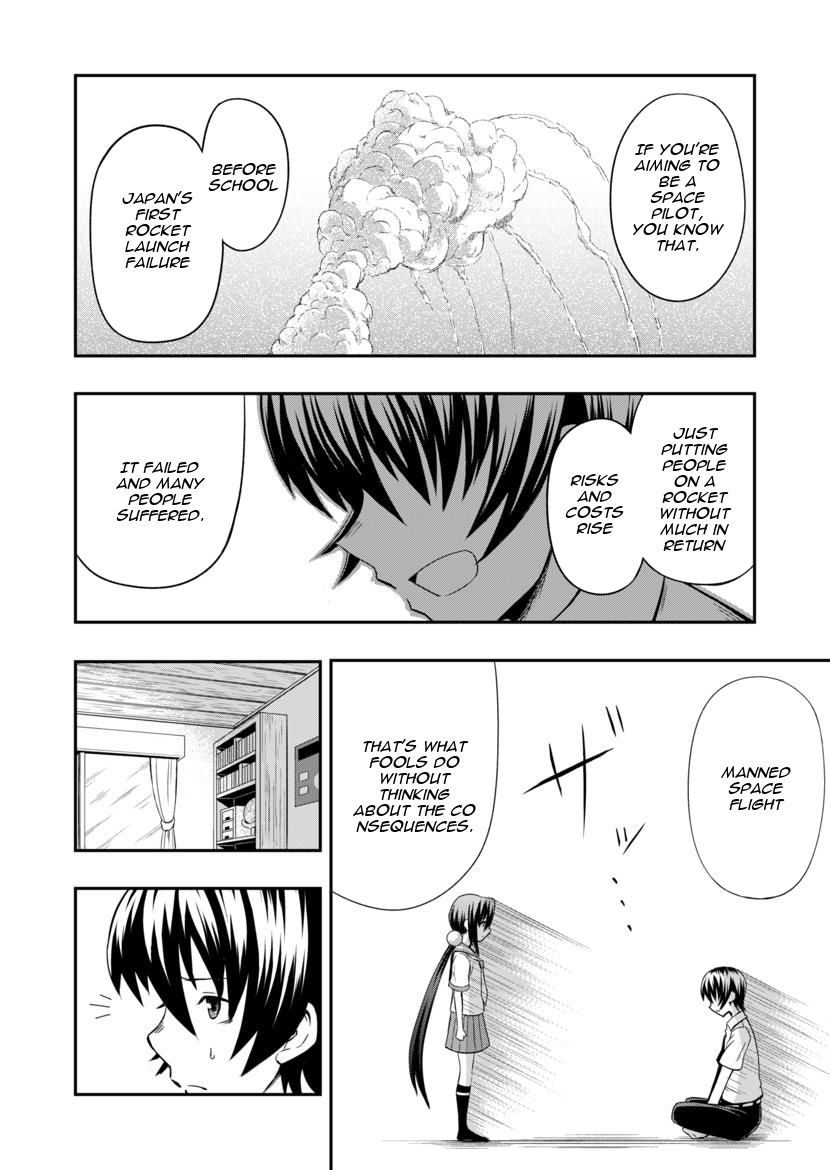 IF YOU'RE
AIMING TO
BE A
SPACE
PILOT,
YOU KNOW
THAT.
BEFORE
SCHOOL
JAPAN'S
FIRST
ROCKET
LAUNCH
FAILURE
JUST
PUTTING
PEOPLE
ON A
ROCKET
WITHOUT
MUCH IN
RETURN
RISKS
AND
COSTS
RISE
IT FAILED
AND MANY
PEOPLE
SUFFERED.
MANNED
SPACE
FLIGHT
ザッ…
THAT'S WHAT
FOOLS DO
WITHOUT
THINKING
ABOUT THE CO
NSEQUENCES.